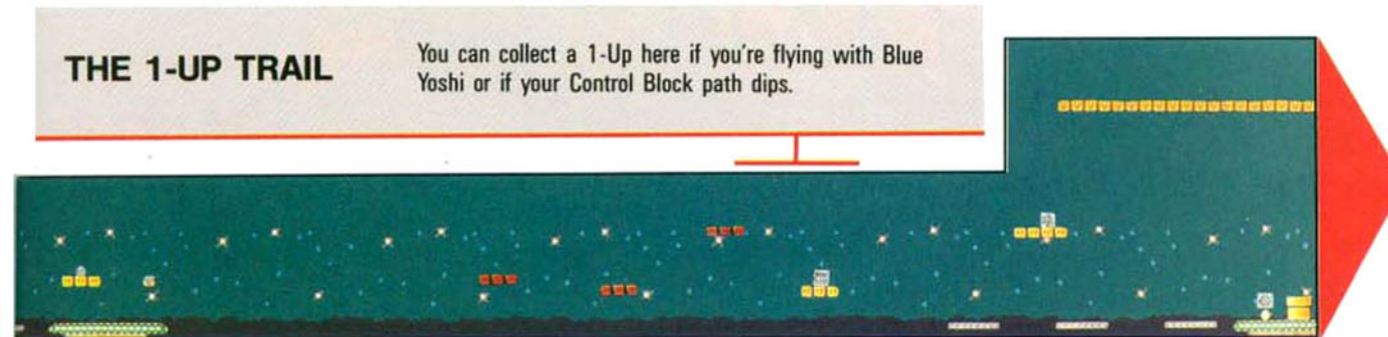 THE 1-UP TRAIL
You can collect a 1-Up here if you're flying with Blue
Yoshi or if your Control Block path dips.